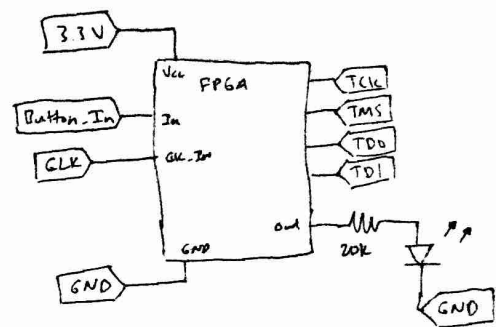 3.3V
Vcc
FPGA
TClk
Button_In
In
TMS
CLK
Clk_In
TDO
TDI
Out
20k
GND
GND
GND